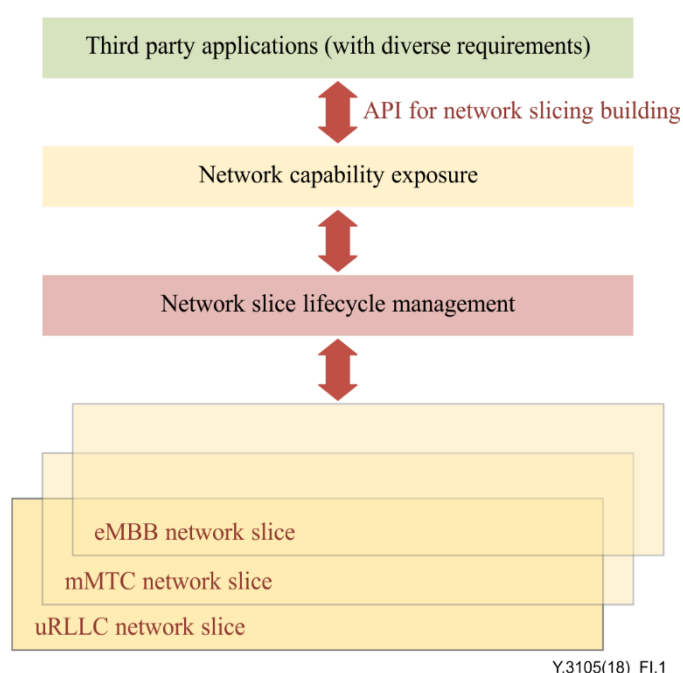 Third party applications (with diverse requirements)
API for network slicing building
Network capability exposure
Network slice lifecycle management
eMBB network slice
mMTC network slice
uRLLC network slice
Y.3105(18)_FI.1